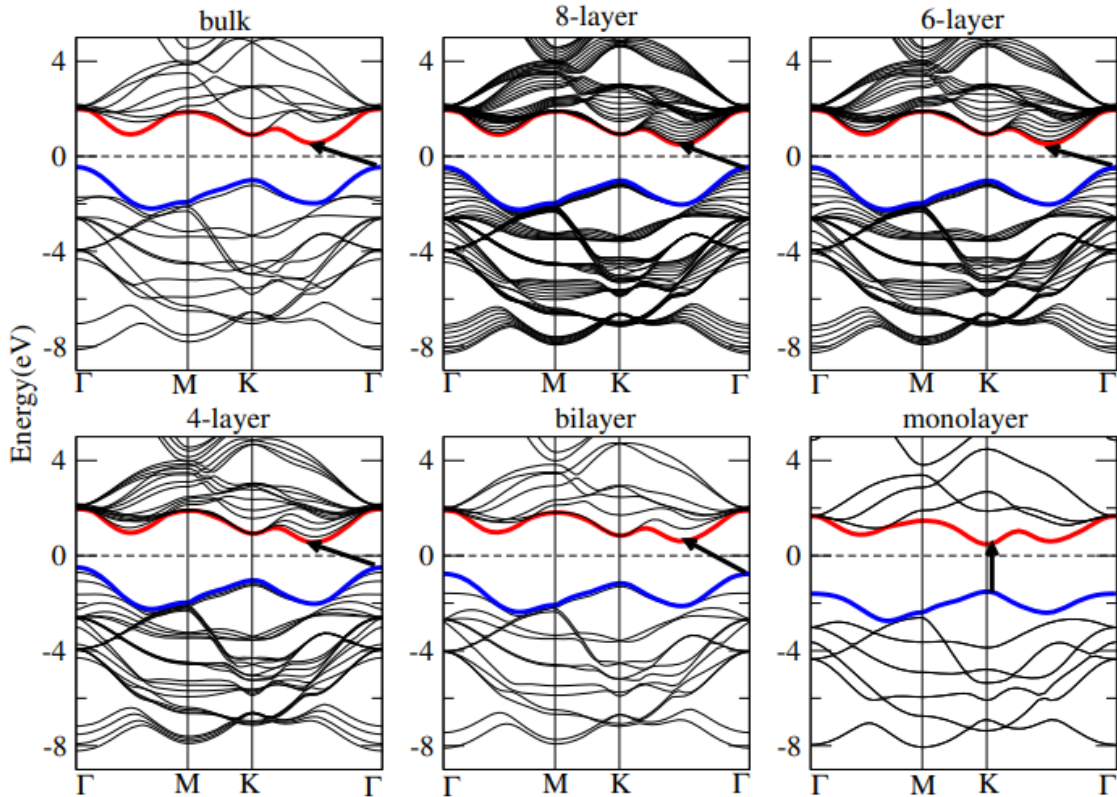 bulk 8-layer 6-layer
4 4 4
0 0 0
-4 -4 -4
-8 -8 -8
Γ M K Γ Γ M K Γ Γ M K Γ
Energy(eV)
4-layer bilayer monolayer
4 4 4
0 0 0
-4 -4 -4
-8 -8 -8
Γ M K Γ Γ M K Γ Γ M K Γ